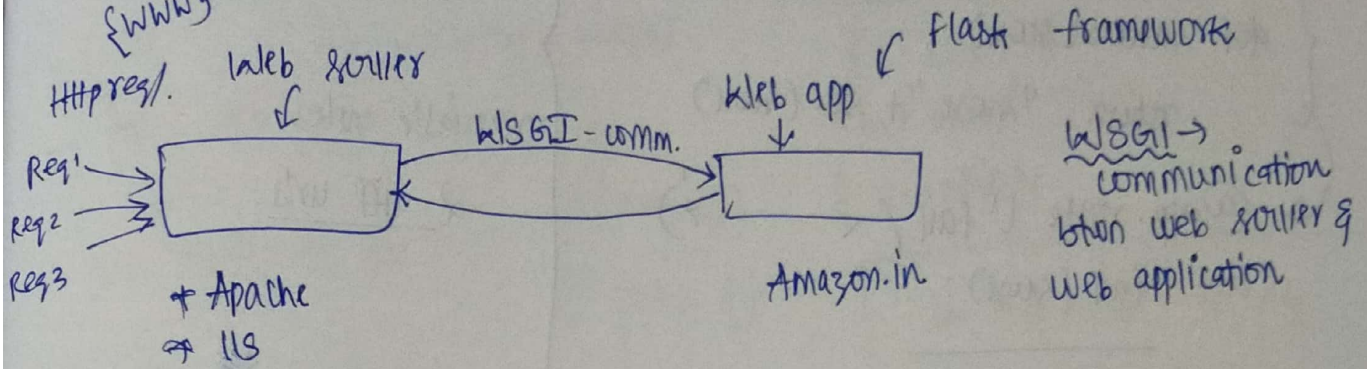 {WWW}
Http req/.
Web server
Web app
flask framework
Req1
Req2
Req3
WSGI-comm.
* Apache
* IIS
Amazon.in
WSGI →
communication
btwn web server &
web application